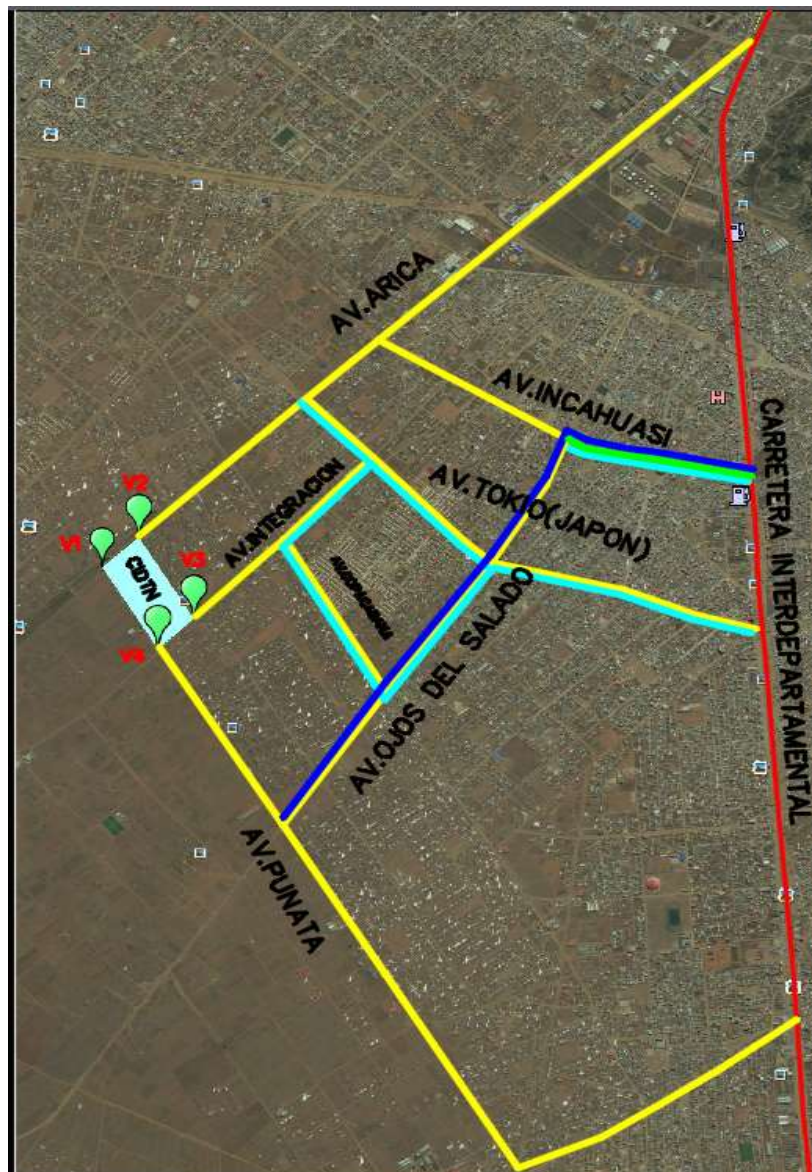 AV.ARICA
AV.INCAHUASI
CARRETERA INTERDEPARTAMENTAL
AV.TOKIO(JAPON)
AV.INTEGRACION
V2
V1
CIDTN
V3
V4
AV.OJOS DEL SALADO
AV.PUNATA
H